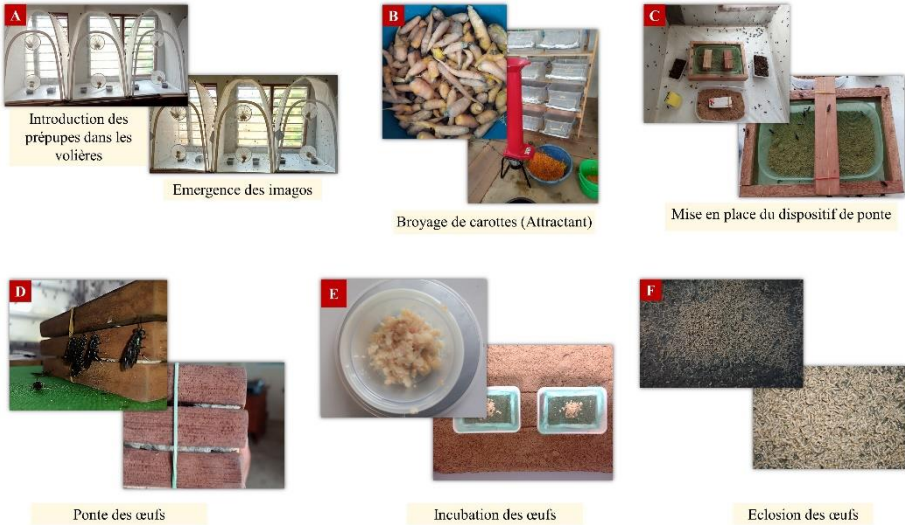 A
Introduction des
prépupes dans les
volières
Emergence des imagos
B
Broyage de carottes (Attractant)
C
Mise en place du dispositif de ponte
D
Ponte des œufs
E
Incubation des œufs
F
Eclosion des œufs